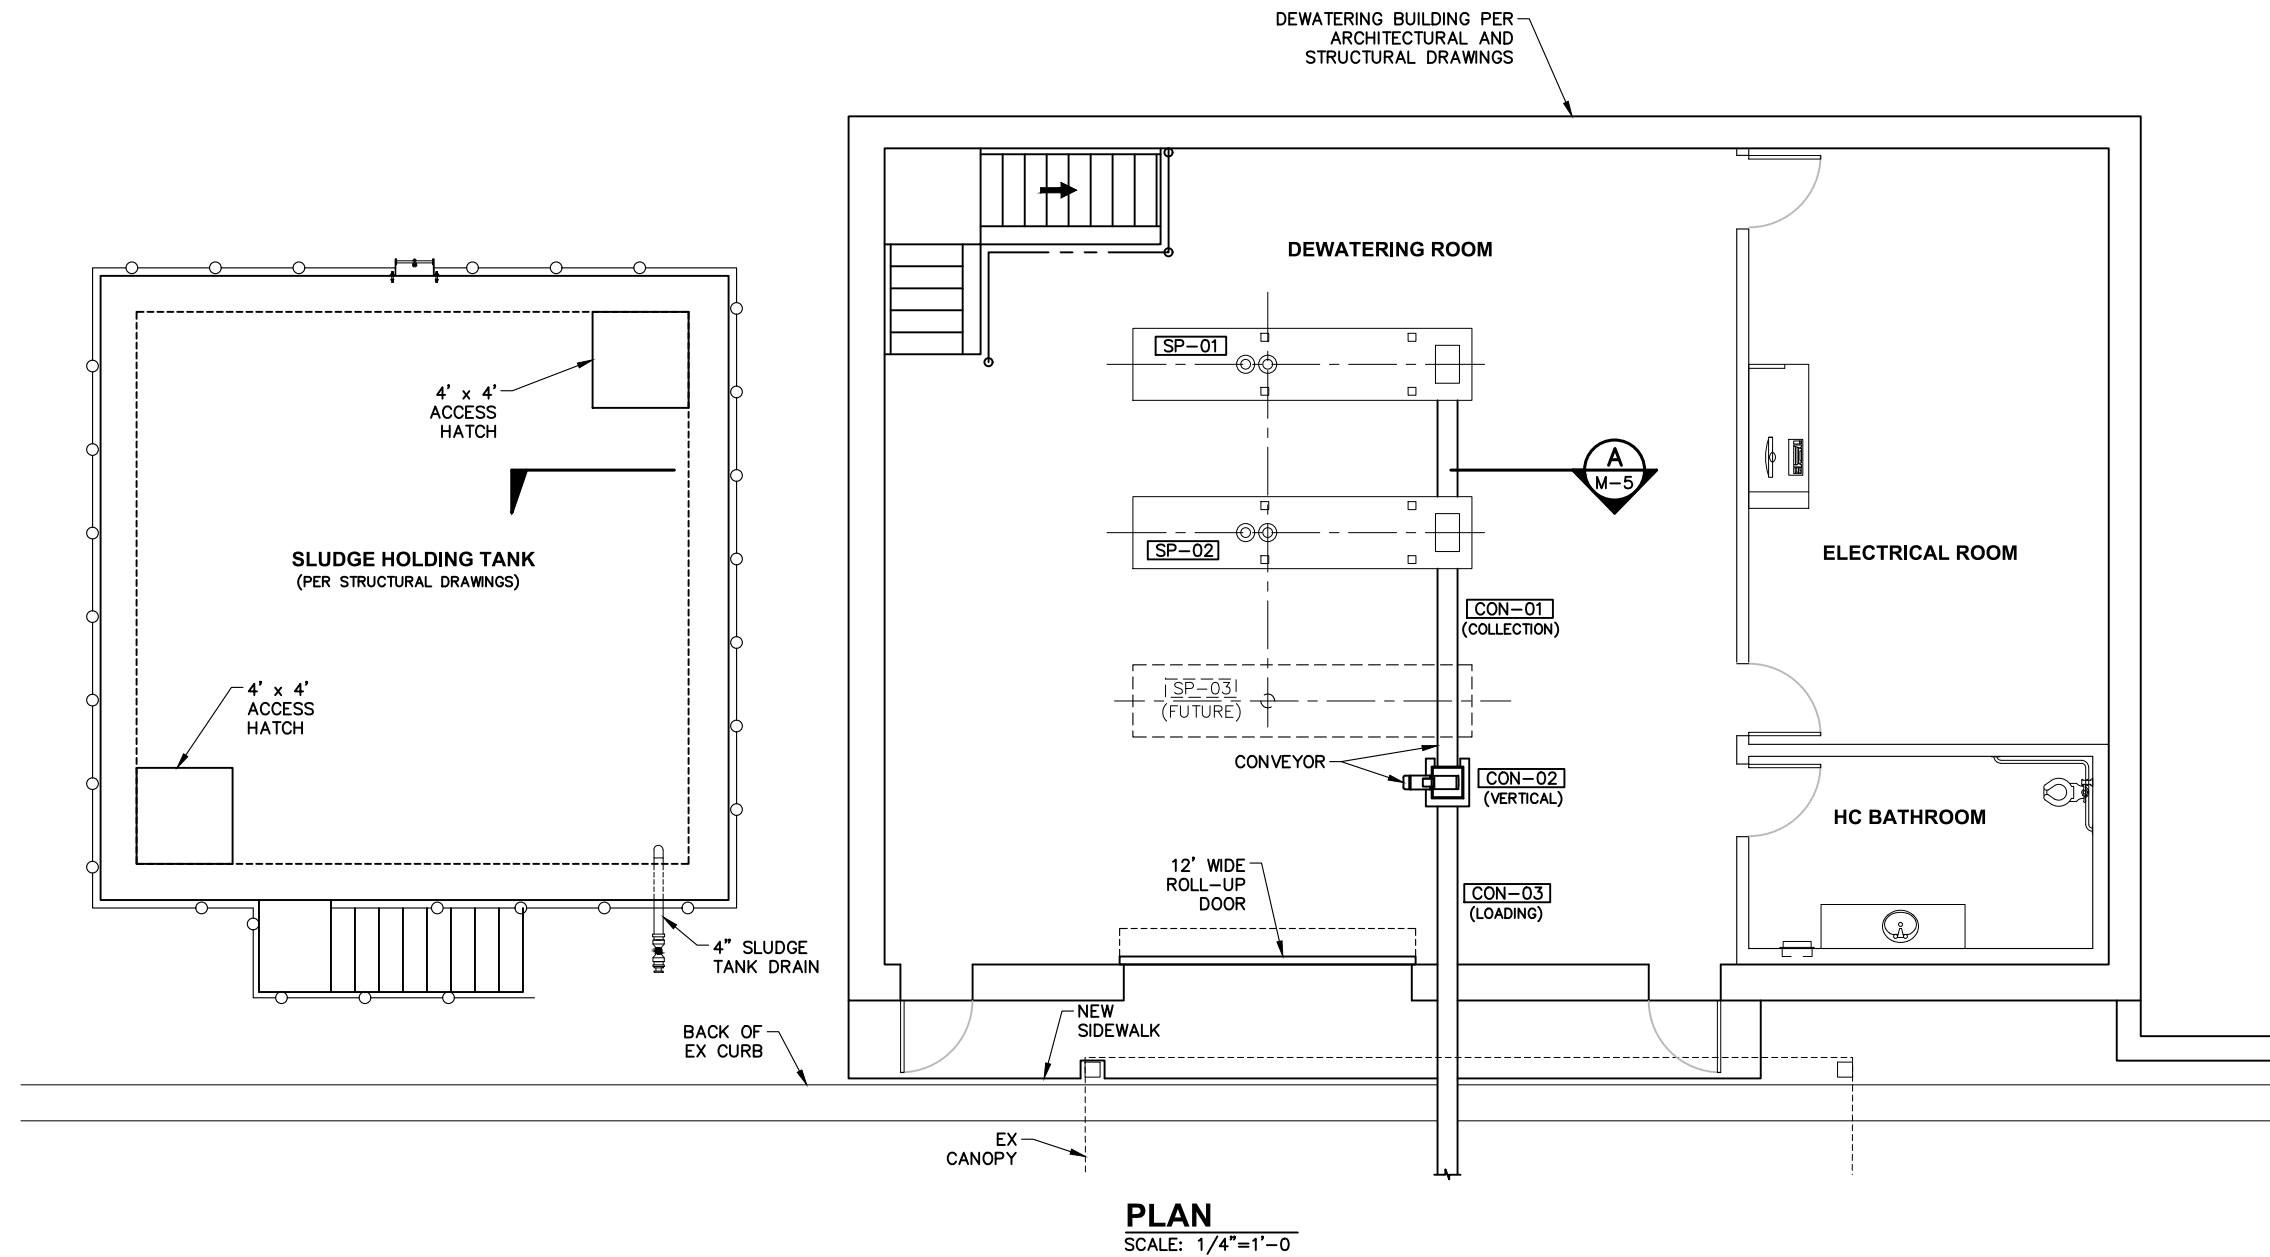 DEWATERING BUILDING PER
ARCHITECTURAL AND
STRUCTURAL DRAWINGS
DEWATERING ROOM
SP-01
4' x 4'
ACCESS
HATCH
A
M-5
SP-02
SLUDGE HOLDING TANK
(PER STRUCTURAL DRAWINGS)
ELECTRICAL ROOM
CON-01
(COLLECTION)
4' x 4'
ACCESS
HATCH
SP-03
(FUTURE)
CONVEYOR
CON-02
(VERTICAL)
HC BATHROOM
12' WIDE
ROLL-UP
DOOR
CON-03
(LOADING)
4" SLUDGE
TANK DRAIN
NEW
SIDEWALK
BACK OF
EX CURB
EX
CANOPY
PLAN
SCALE: 1/4"=1'-0